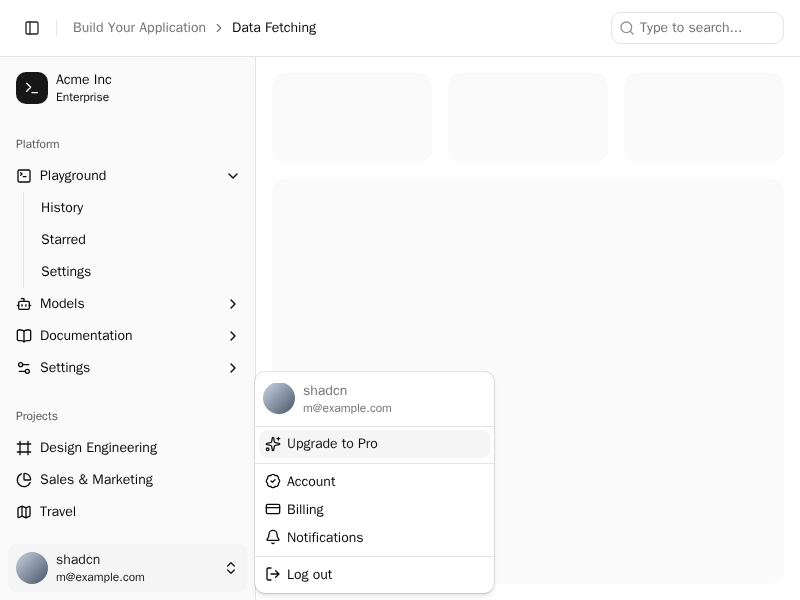 Build Your Application
Data Fetching
Type to search...
Acme Inc
Enterprise
Platform
Playground
History
Starred
Settings
Models
Documentation
Settings
Projects
Design Engineering
Sales & Marketing
Travel
shadcn
m@example.com
shadcn
m@example.com
Upgrade to Pro
Account
Billing
Notifications
Log out